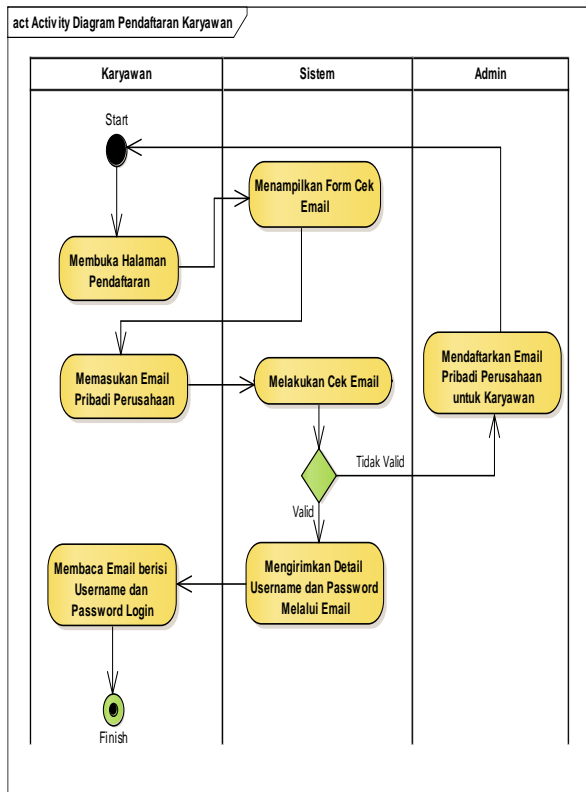 act Activity Diagram Pendaftaran Karyawan
Karyawan
Sistem
Admin
Start
Menampilkan Form Cek
Email
Membuka Halaman
Pendaftaran
Memasukan Email
Pribadi Perusahaan
Melakukan Cek Email
Mendaftarkan Email
Pribadi Perusahaan
untuk Karyawan
Tidak Valid
Valid
Membaca Email berisi
Username dan
Password Login
Mengirimkan Detail
Username dan Password
Melalui Email
Finish